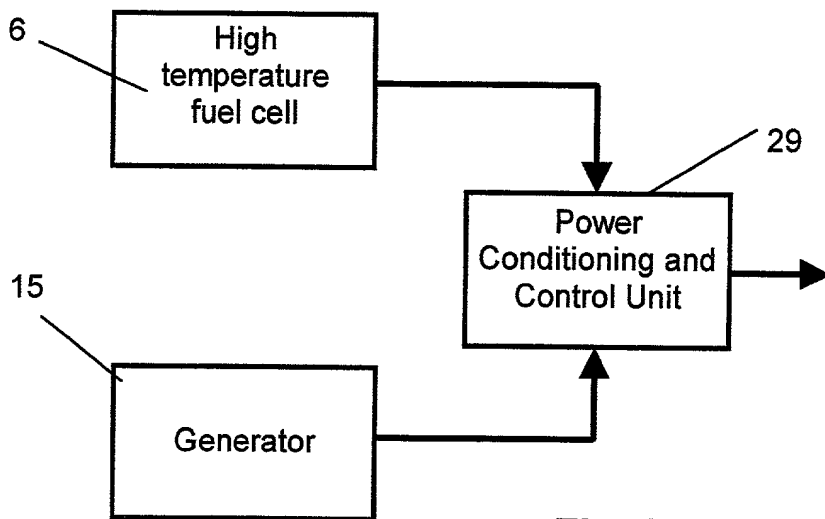 6
High
temperature
fuel cell
29
Power
Conditioning and
Control Unit
15
Generator